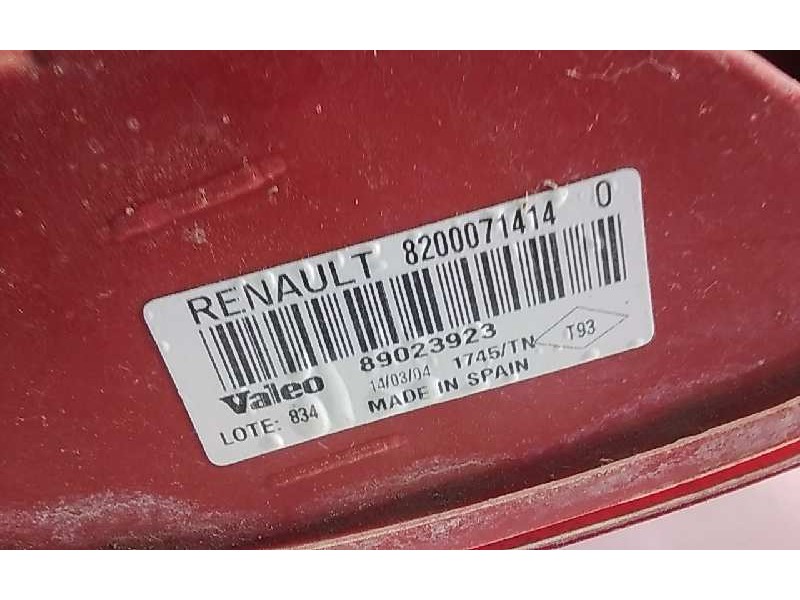 RENAULT 8200071414 0
89023923
Valeo 14/03/04 1745/TN T93
LOTE: 834 MADE IN SPAIN